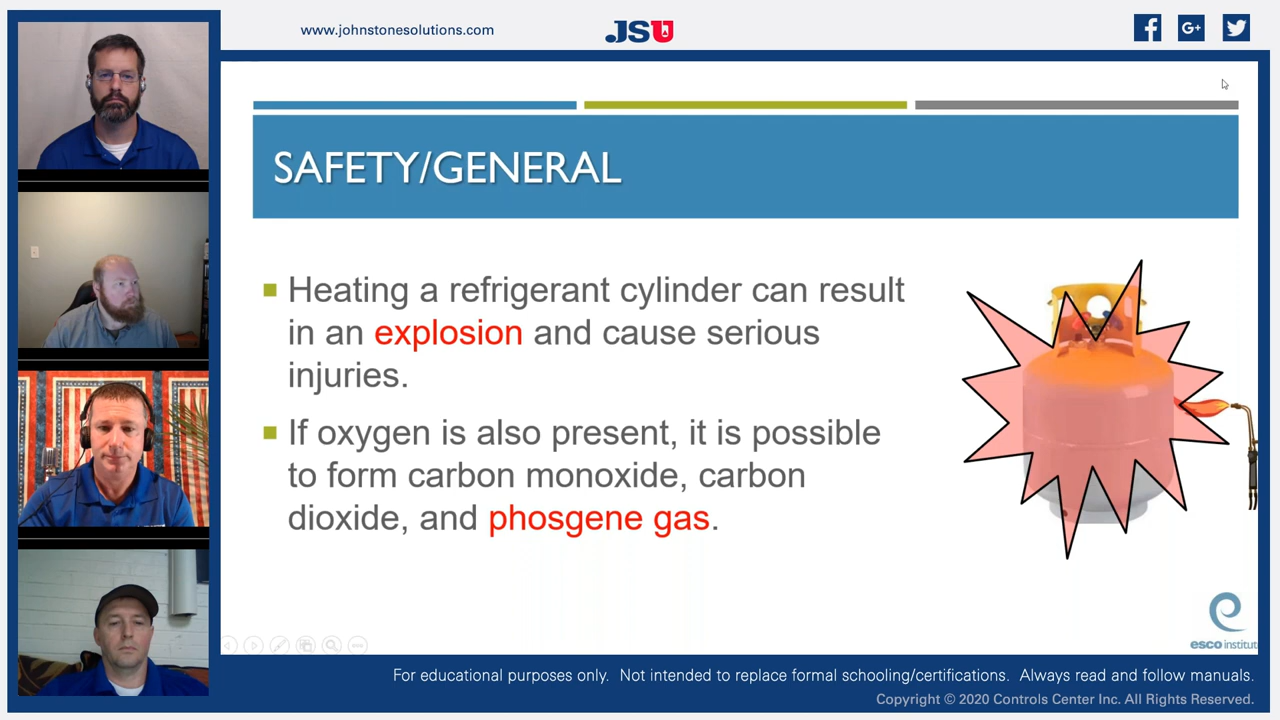 www.johnstonesolutions.com
JSU
G+
SAFETY/GENERAL
Heating a refrigerant cylinder can result
in an explosion and cause serious
injuries.
If oxygen is also present, it is possible
to form carbon monoxide, carbon
dioxide, and phosgene gas.
esco institut
For educational purposes only. Not intended to replace formal schooling/certifications. Always read and follow manuals.
Copyright © 2020 Controls Center Inc. All Rights Reserved.